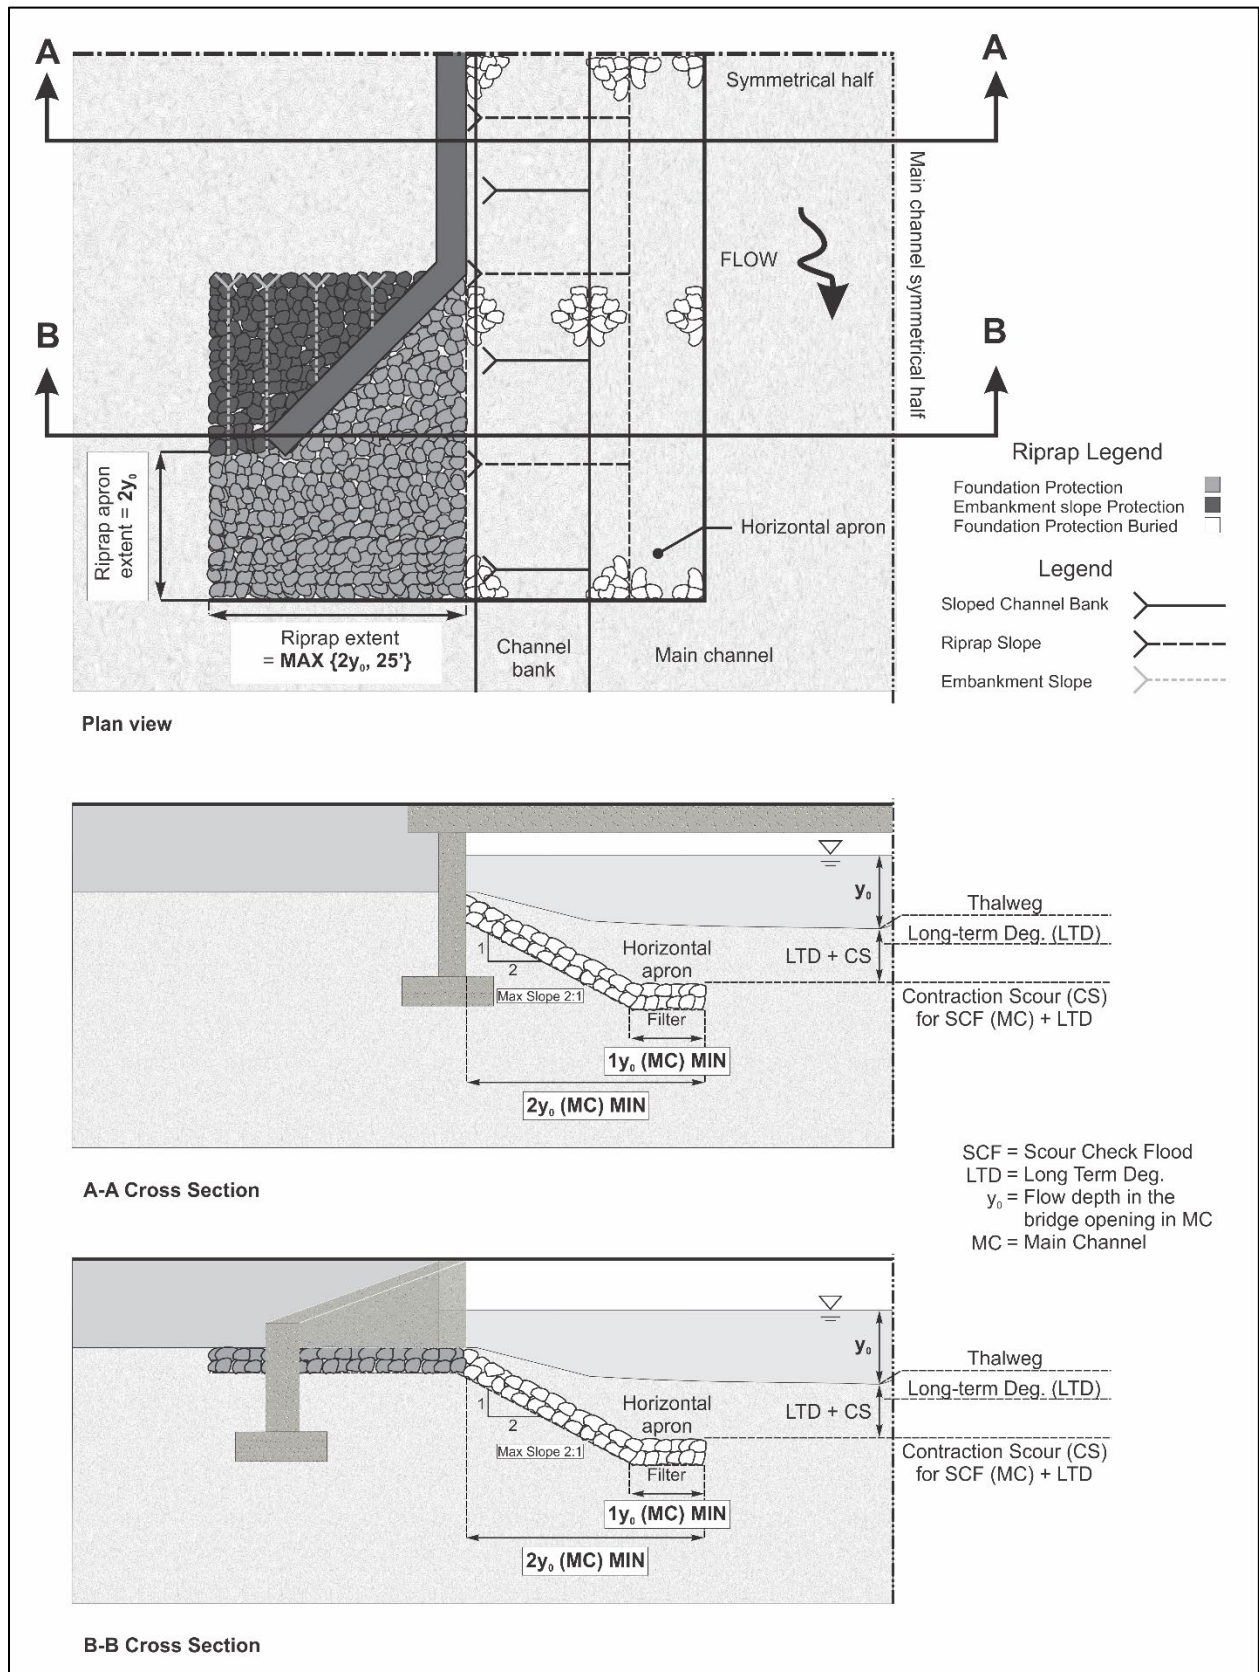 A
A
Symmetrical half
Main channel symmetrical half
FLOW
B
B
Riprap apron
extent = 2y₀
Horizontal apron
Riprap extent
= MAX {2y₀, 25'}
Channel
bank
Main channel
Riprap Legend
Foundation Protection
Embankment slope Protection
Foundation Protection Buried
Legend
Sloped Channel Bank
Riprap Slope
Embankment Slope
Plan view
y₀
Thalweg
Long-term Deg. (LTD)
LTD + CS
Contraction Scour (CS)
for SCF (MC) + LTD
1
2
Max Slope 2:1
Horizontal
apron
Filter
1y₀ (MC) MIN
2y₀ (MC) MIN
A-A Cross Section
SCF = Scour Check Flood
LTD = Long Term Deg.
y₀ = Flow depth in the
bridge opening in MC
MC = Main Channel
y₀
Thalweg
Long-term Deg. (LTD)
LTD + CS
Contraction Scour (CS)
for SCF (MC) + LTD
1
2
Max Slope 2:1
Horizontal
apron
Filter
1y₀ (MC) MIN
2y₀ (MC) MIN
B-B Cross Section